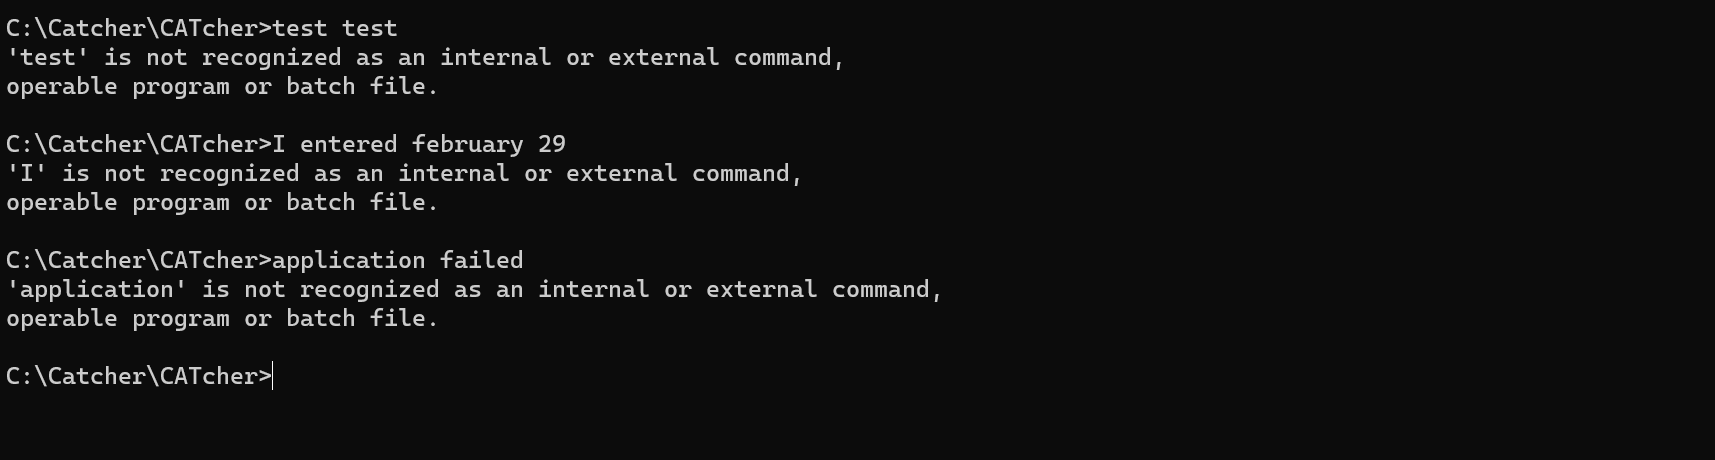 C:\Catcher\CATcher>test test
'test' is not recognized as an internal or external command,
operable program or batch file.
C:\Catcher\CATcher>I entered february 29
'I' is not recognized as an internal or external command,
operable program or batch file.
C:\Catcher\CATcher>application failed
'application' is not recognized as an internal or external command,
operable program or batch file.
C:\Catcher\CATcher>